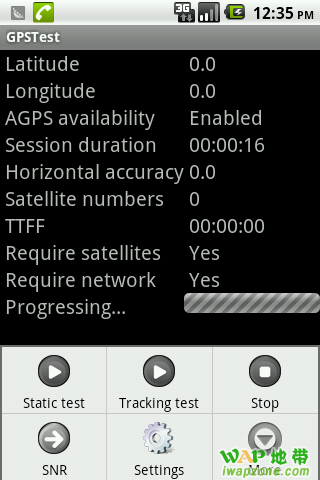 3G
12:35 PM
GPSTest
Latitude 0.0
Longitude 0.0
AGPS availability Enabled
Session duration 00:00:16
Horizontal accuracy 0.0
Satellite numbers 0
TTFF 00:00:00
Require satellites Yes
Require network Yes
Progressing...
Static test Tracking test Stop
SNR Settings More
WAP地带
iwapzone.com